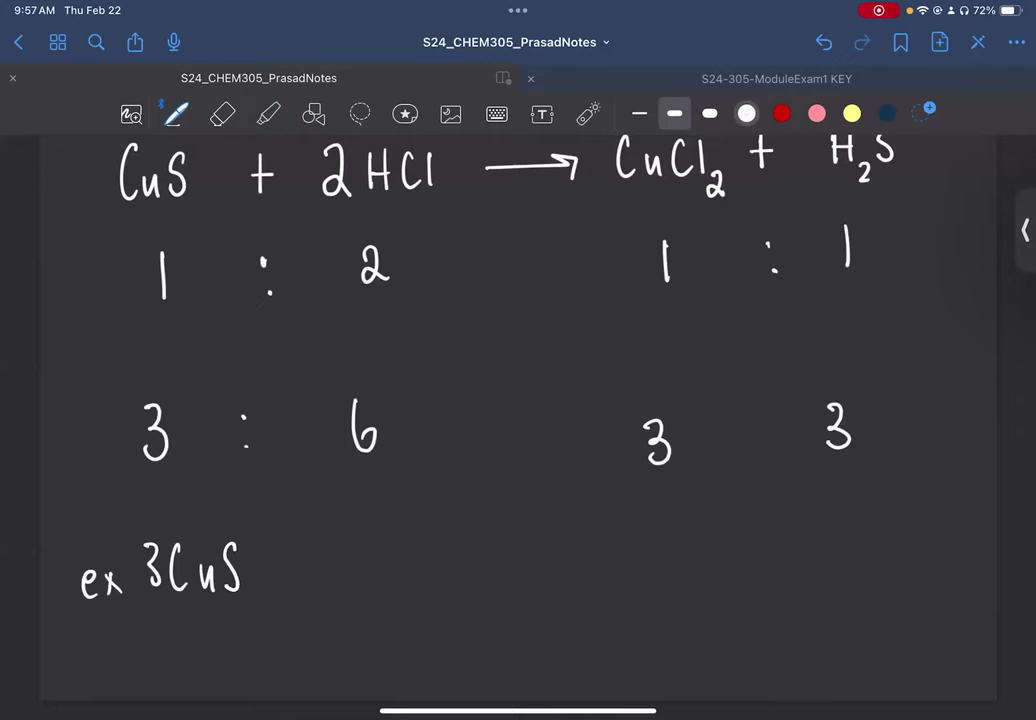 9:57 AM Thu Feb 22 72%
S24_CHEM305_PrasadNotes
S24_CHEM305_PrasadNotes S24-305-ModuleExam1 KEY
CuS + 2HCl → CuCl₂ + H₂S
1 : 2 1 : 1
3 : 6 3 3
ex 3CuS